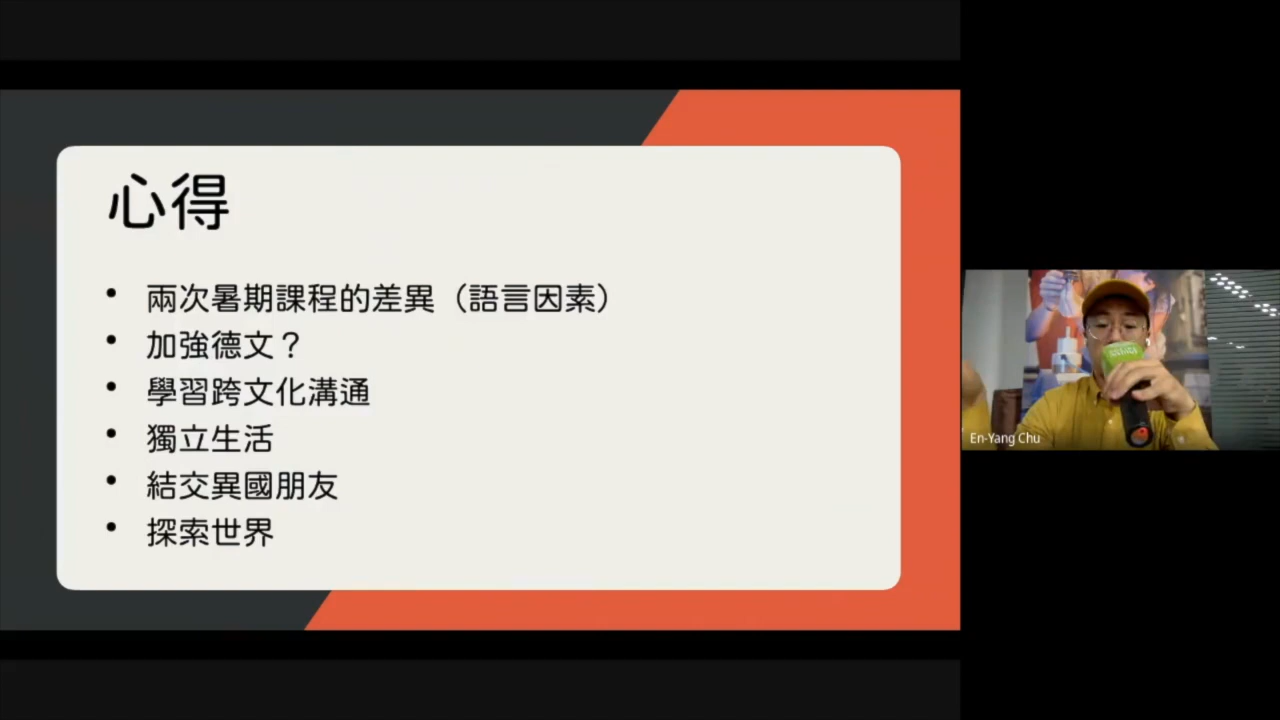 心得
• 兩次暑期課程的差異（語言因素）
• 加強德文？
• 學習跨文化溝通
• 獨立生活
• 結交異國朋友
• 探索世界
En-Yang Chu